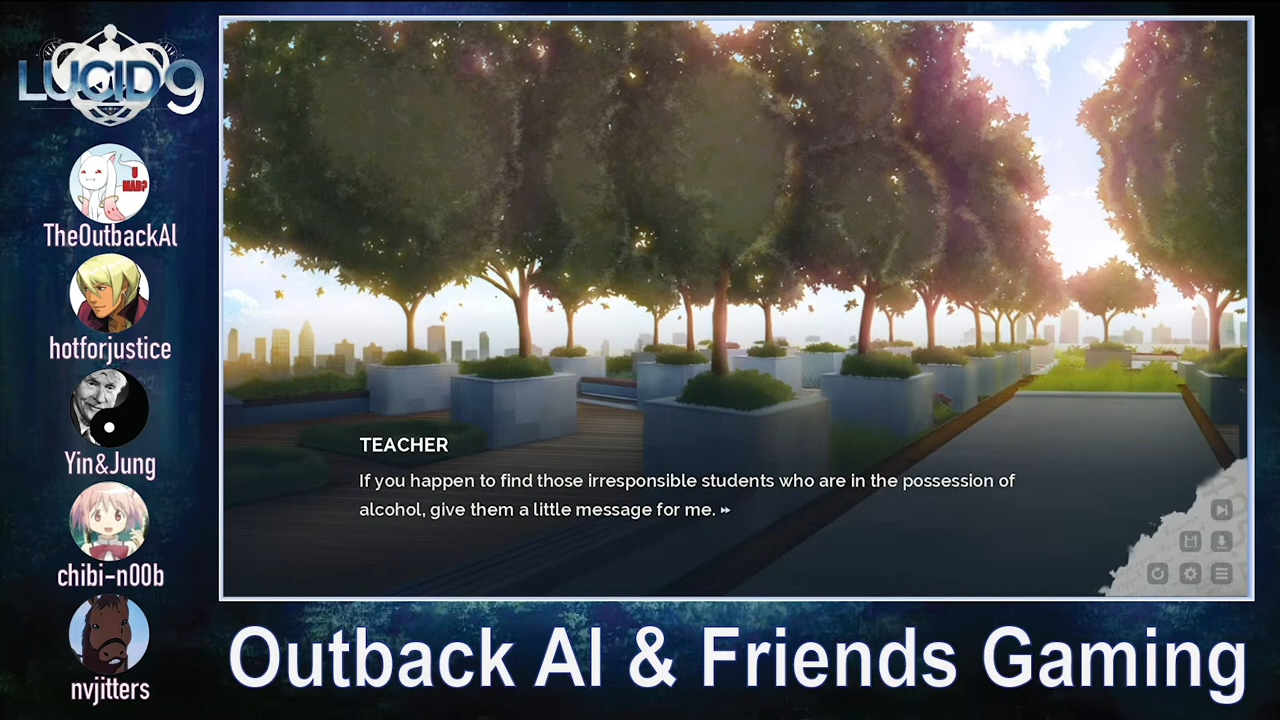 LUCID9
U
MAD?
TheOutbackAl
hotforjustice
Yin&Jung
chibi-n00b
nvjitters
TEACHER
If you happen to find those irresponsible students who are in the possession of
alcohol, give them a little message for me.
Outback Al & Friends Gaming